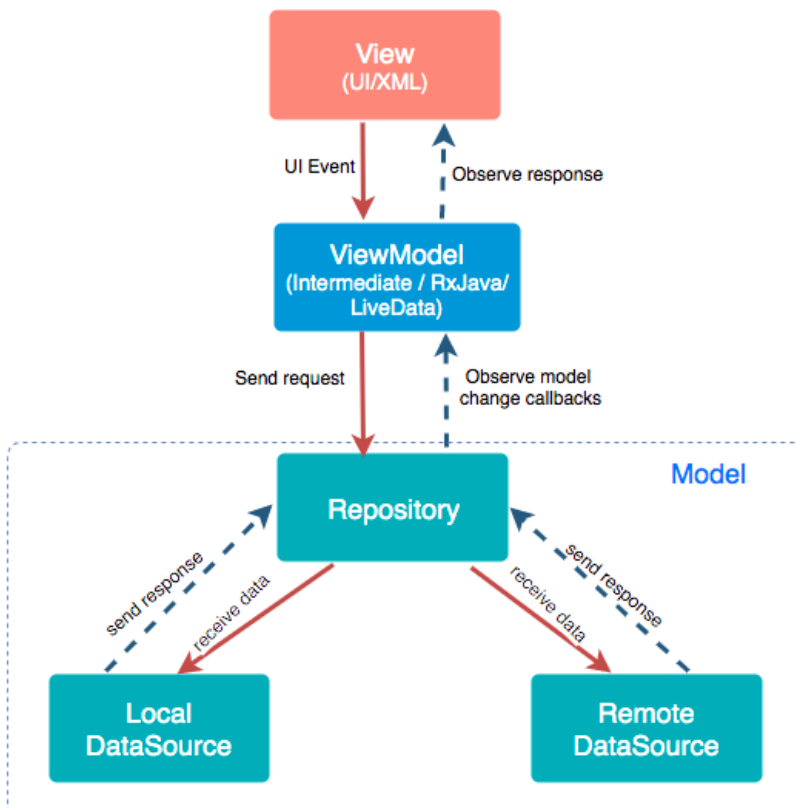 View
(UI/XML)
UI Event
Observe response
ViewModel
(Intermediate / RxJava/
LiveData)
Send request
Observe model
change callbacks
Model
Repository
send response
receive data
receive data
send response
Local
DataSource
Remote
DataSource